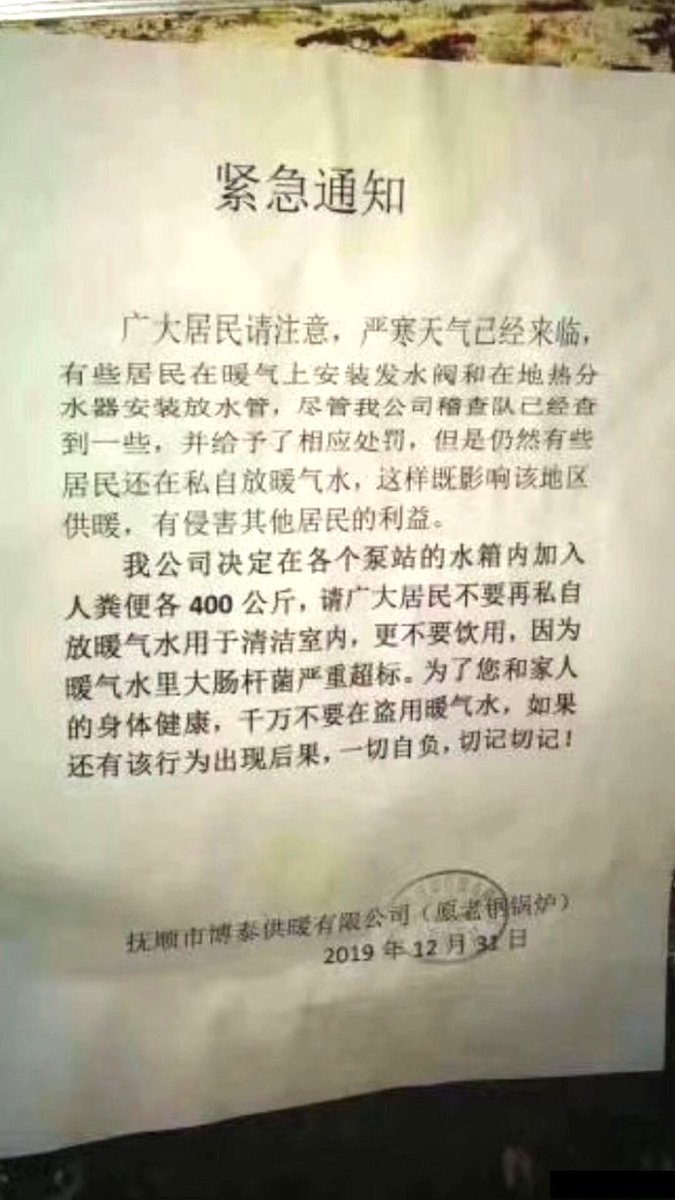 紧急通知
广大居民请注意，严寒天气已经来临，
有些居民在暖气上安装发水阀和在地热分
水器安装放水管，尽管我公司稽查队已经查
到一些，并给予了相应处罚，但是仍然有些
居民还在私自放暖气水，这样既影响该地区
供暖，有侵害其他居民的利益。
我公司决定在各个泵站的水箱内加入
人粪便各 400 公斤，请广大居民不要再私自
放暖气水用于清洁室内，更不要饮用，因为
暖气水里大肠杆菌严重超标。为了您和家人
的身体健康，千万不要在盗用暖气水，如果
还有该行为出现后果，一切自负，切记切记！
抚顺市博泰供暖有限公司（原老钢锅炉）
2019 年 12 月 31 日